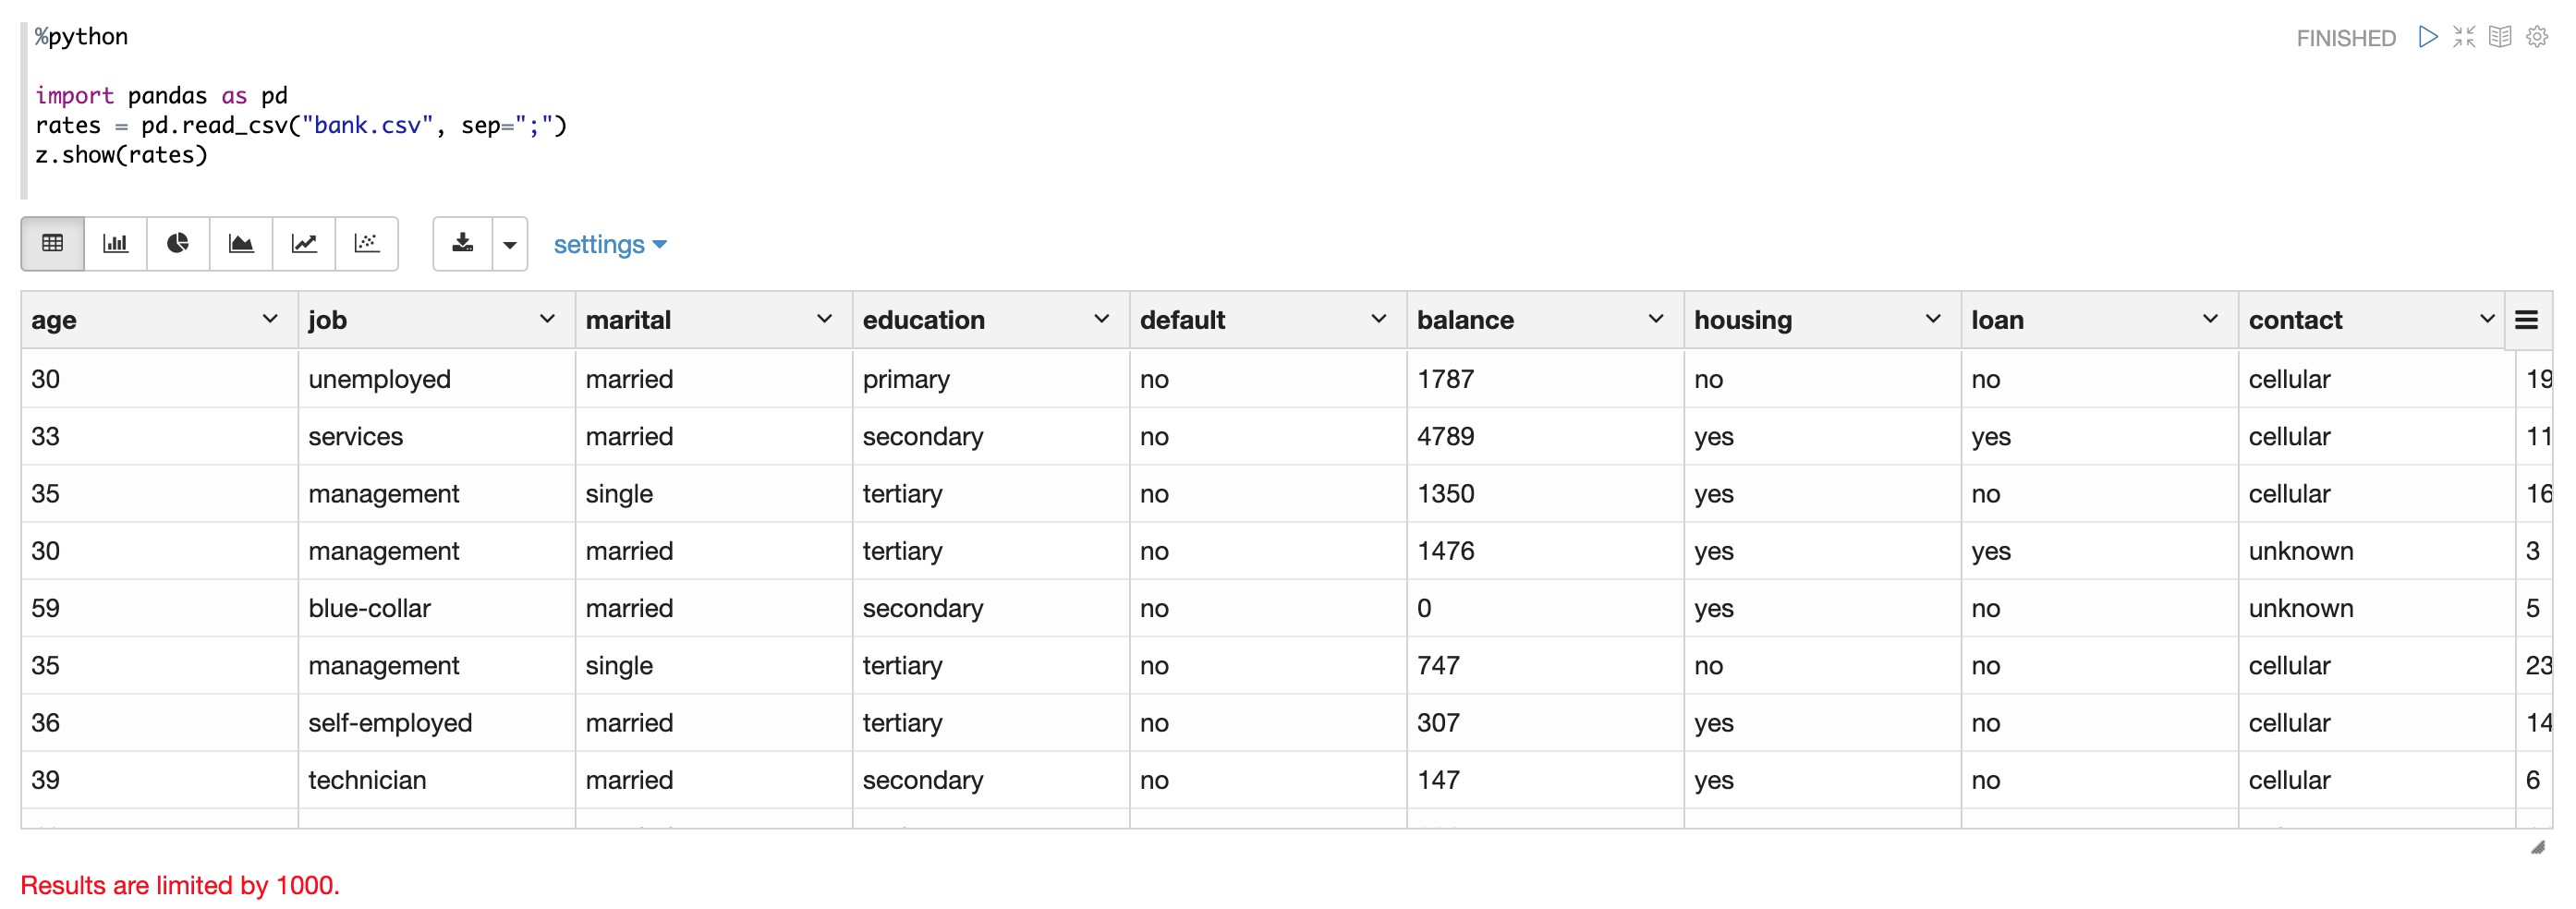 %python
FINISHED
import pandas as pd
rates = pd.read_csv("bank.csv", sep=";")
z.show(rates)
settings
age job marital education default balance housing loan contact
30 unemployed married primary no 1787 no no cellular 19
33 services married secondary no 4789 yes yes cellular 11
35 management single tertiary no 1350 yes no cellular 16
30 management married tertiary no 1476 yes yes unknown 3
59 blue-collar married secondary no 0 yes no unknown 5
35 management single tertiary no 747 no no cellular 23
36 self-employed married tertiary no 307 yes no cellular 14
39 technician married secondary no 147 yes no cellular 6
Results are limited by 1000.